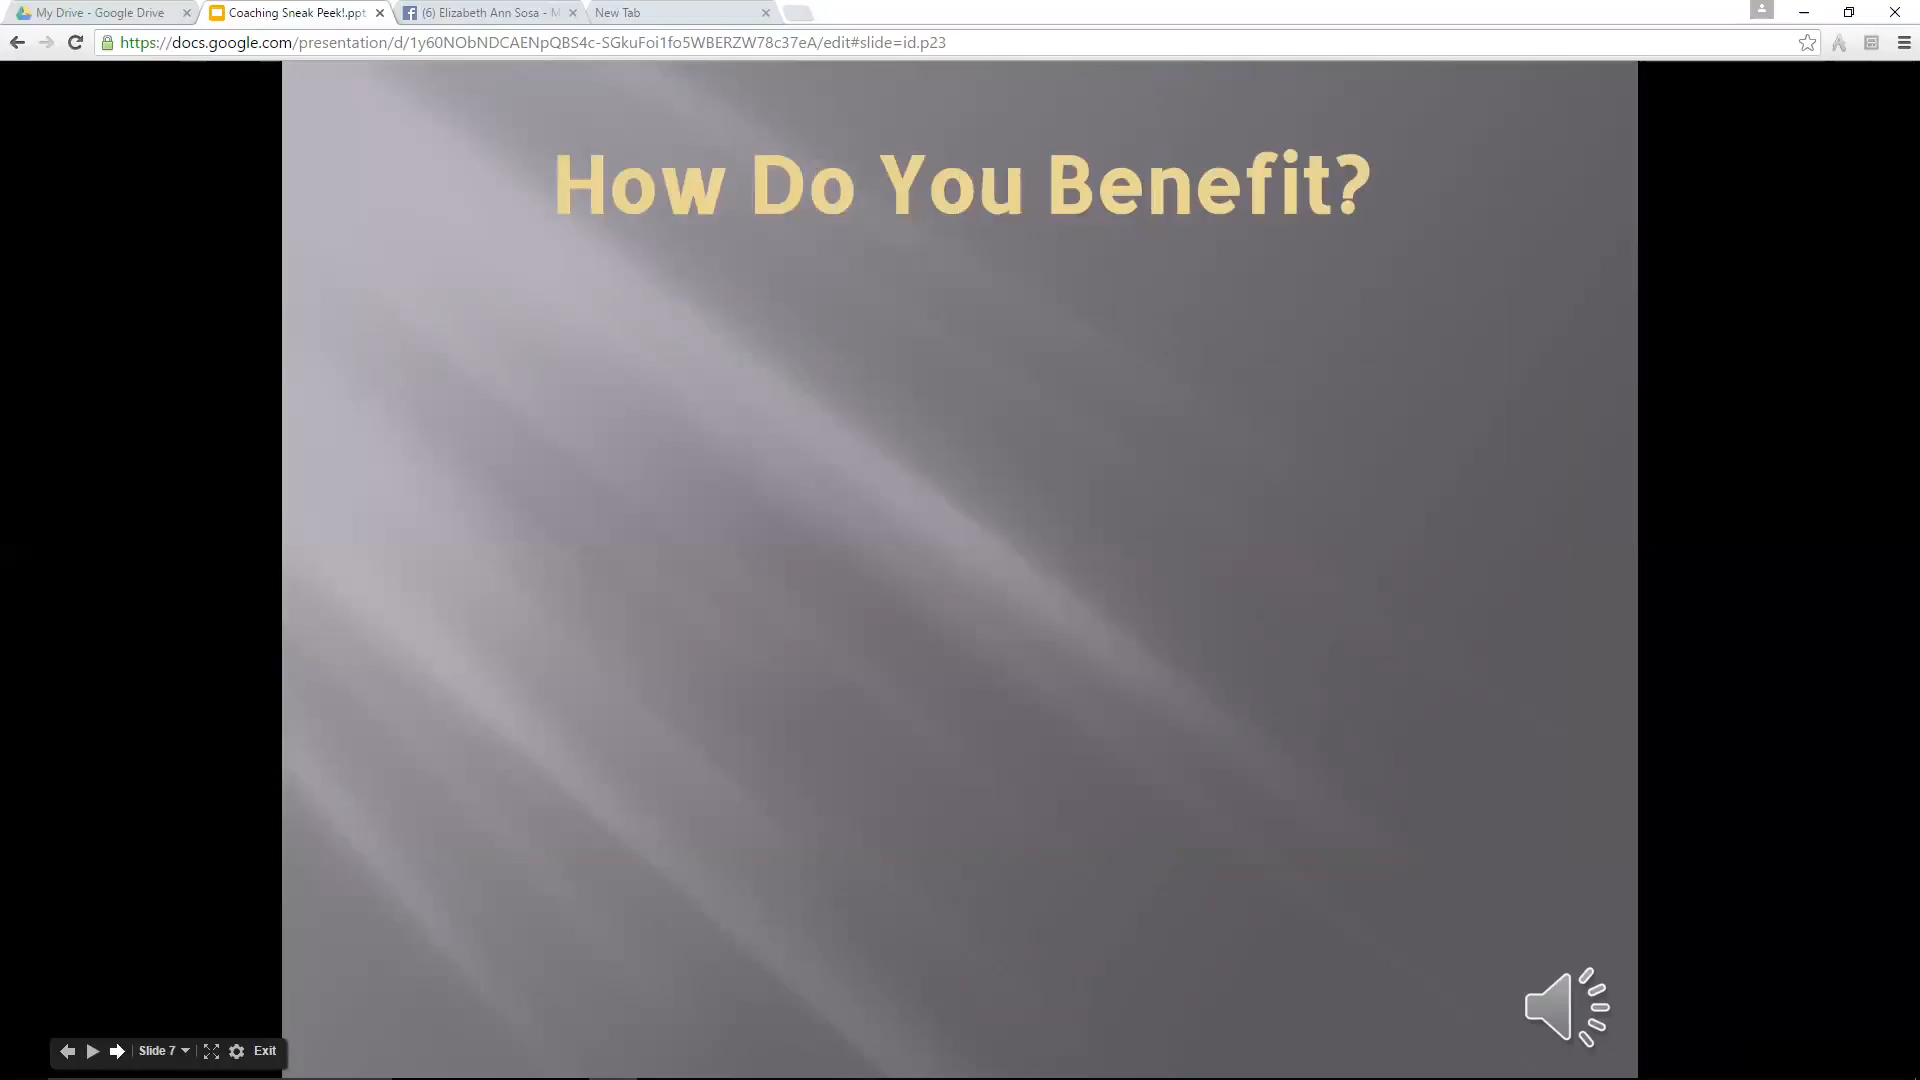 My Drive - Google Drive
Coaching Sneak Peek!.ppt
(6) Elizabeth Ann Sosa - M
New Tab
https://docs.google.com/presentation/d/1y60NObNDCAENpQBS4c-SGkuFoi1fo5WBERZW78c37eA/edit#slide=id.p23
How Do You Benefit?
Slide 7
Exit